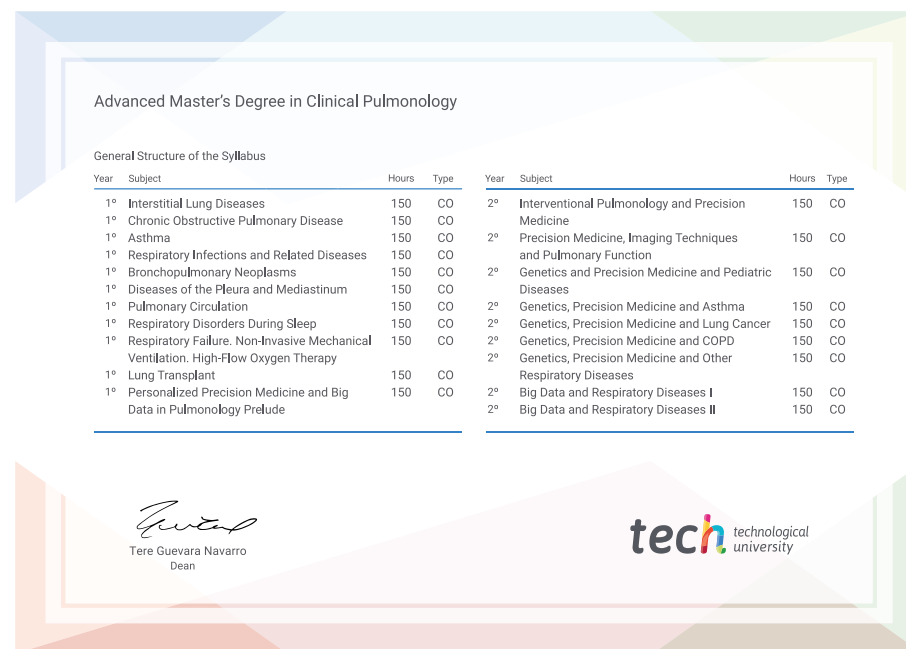 Advanced Master's Degree in Clinical Pulmonology
General Structure of the Syllabus
Year Subject Hours Type
1º Interstitial Lung Diseases 150 CO
1º Chronic Obstructive Pulmonary Disease 150 CO
1º Asthma 150 CO
1º Respiratory Infections and Related Diseases 150 CO
1º Bronchopulmonary Neoplasms 150 CO
1º Diseases of the Pleura and Mediastinum 150 CO
1º Pulmonary Circulation 150 CO
1º Respiratory Disorders During Sleep 150 CO
1º Respiratory Failure. Non-Invasive Mechanical 150 CO
Ventilation. High-Flow Oxygen Therapy
1º Lung Transplant 150 CO
1º Personalized Precision Medicine and Big 150 CO
Data in Pulmonology Prelude
Year Subject Hours Type
2º Interventional Pulmonology and Precision 150 CO
Medicine
2º Precision Medicine, Imaging Techniques 150 CO
and Pulmonary Function
2º Genetics and Precision Medicine and Pediatric 150 CO
Diseases
2º Genetics, Precision Medicine and Asthma 150 CO
2º Genetics, Precision Medicine and Lung Cancer 150 CO
2º Genetics, Precision Medicine and COPD 150 CO
2º Genetics, Precision Medicine and Other 150 CO
Respiratory Diseases
2º Big Data and Respiratory Diseases I 150 CO
2º Big Data and Respiratory Diseases II 150 CO
Tere Guevara Navarro
Dean
tech technological
university